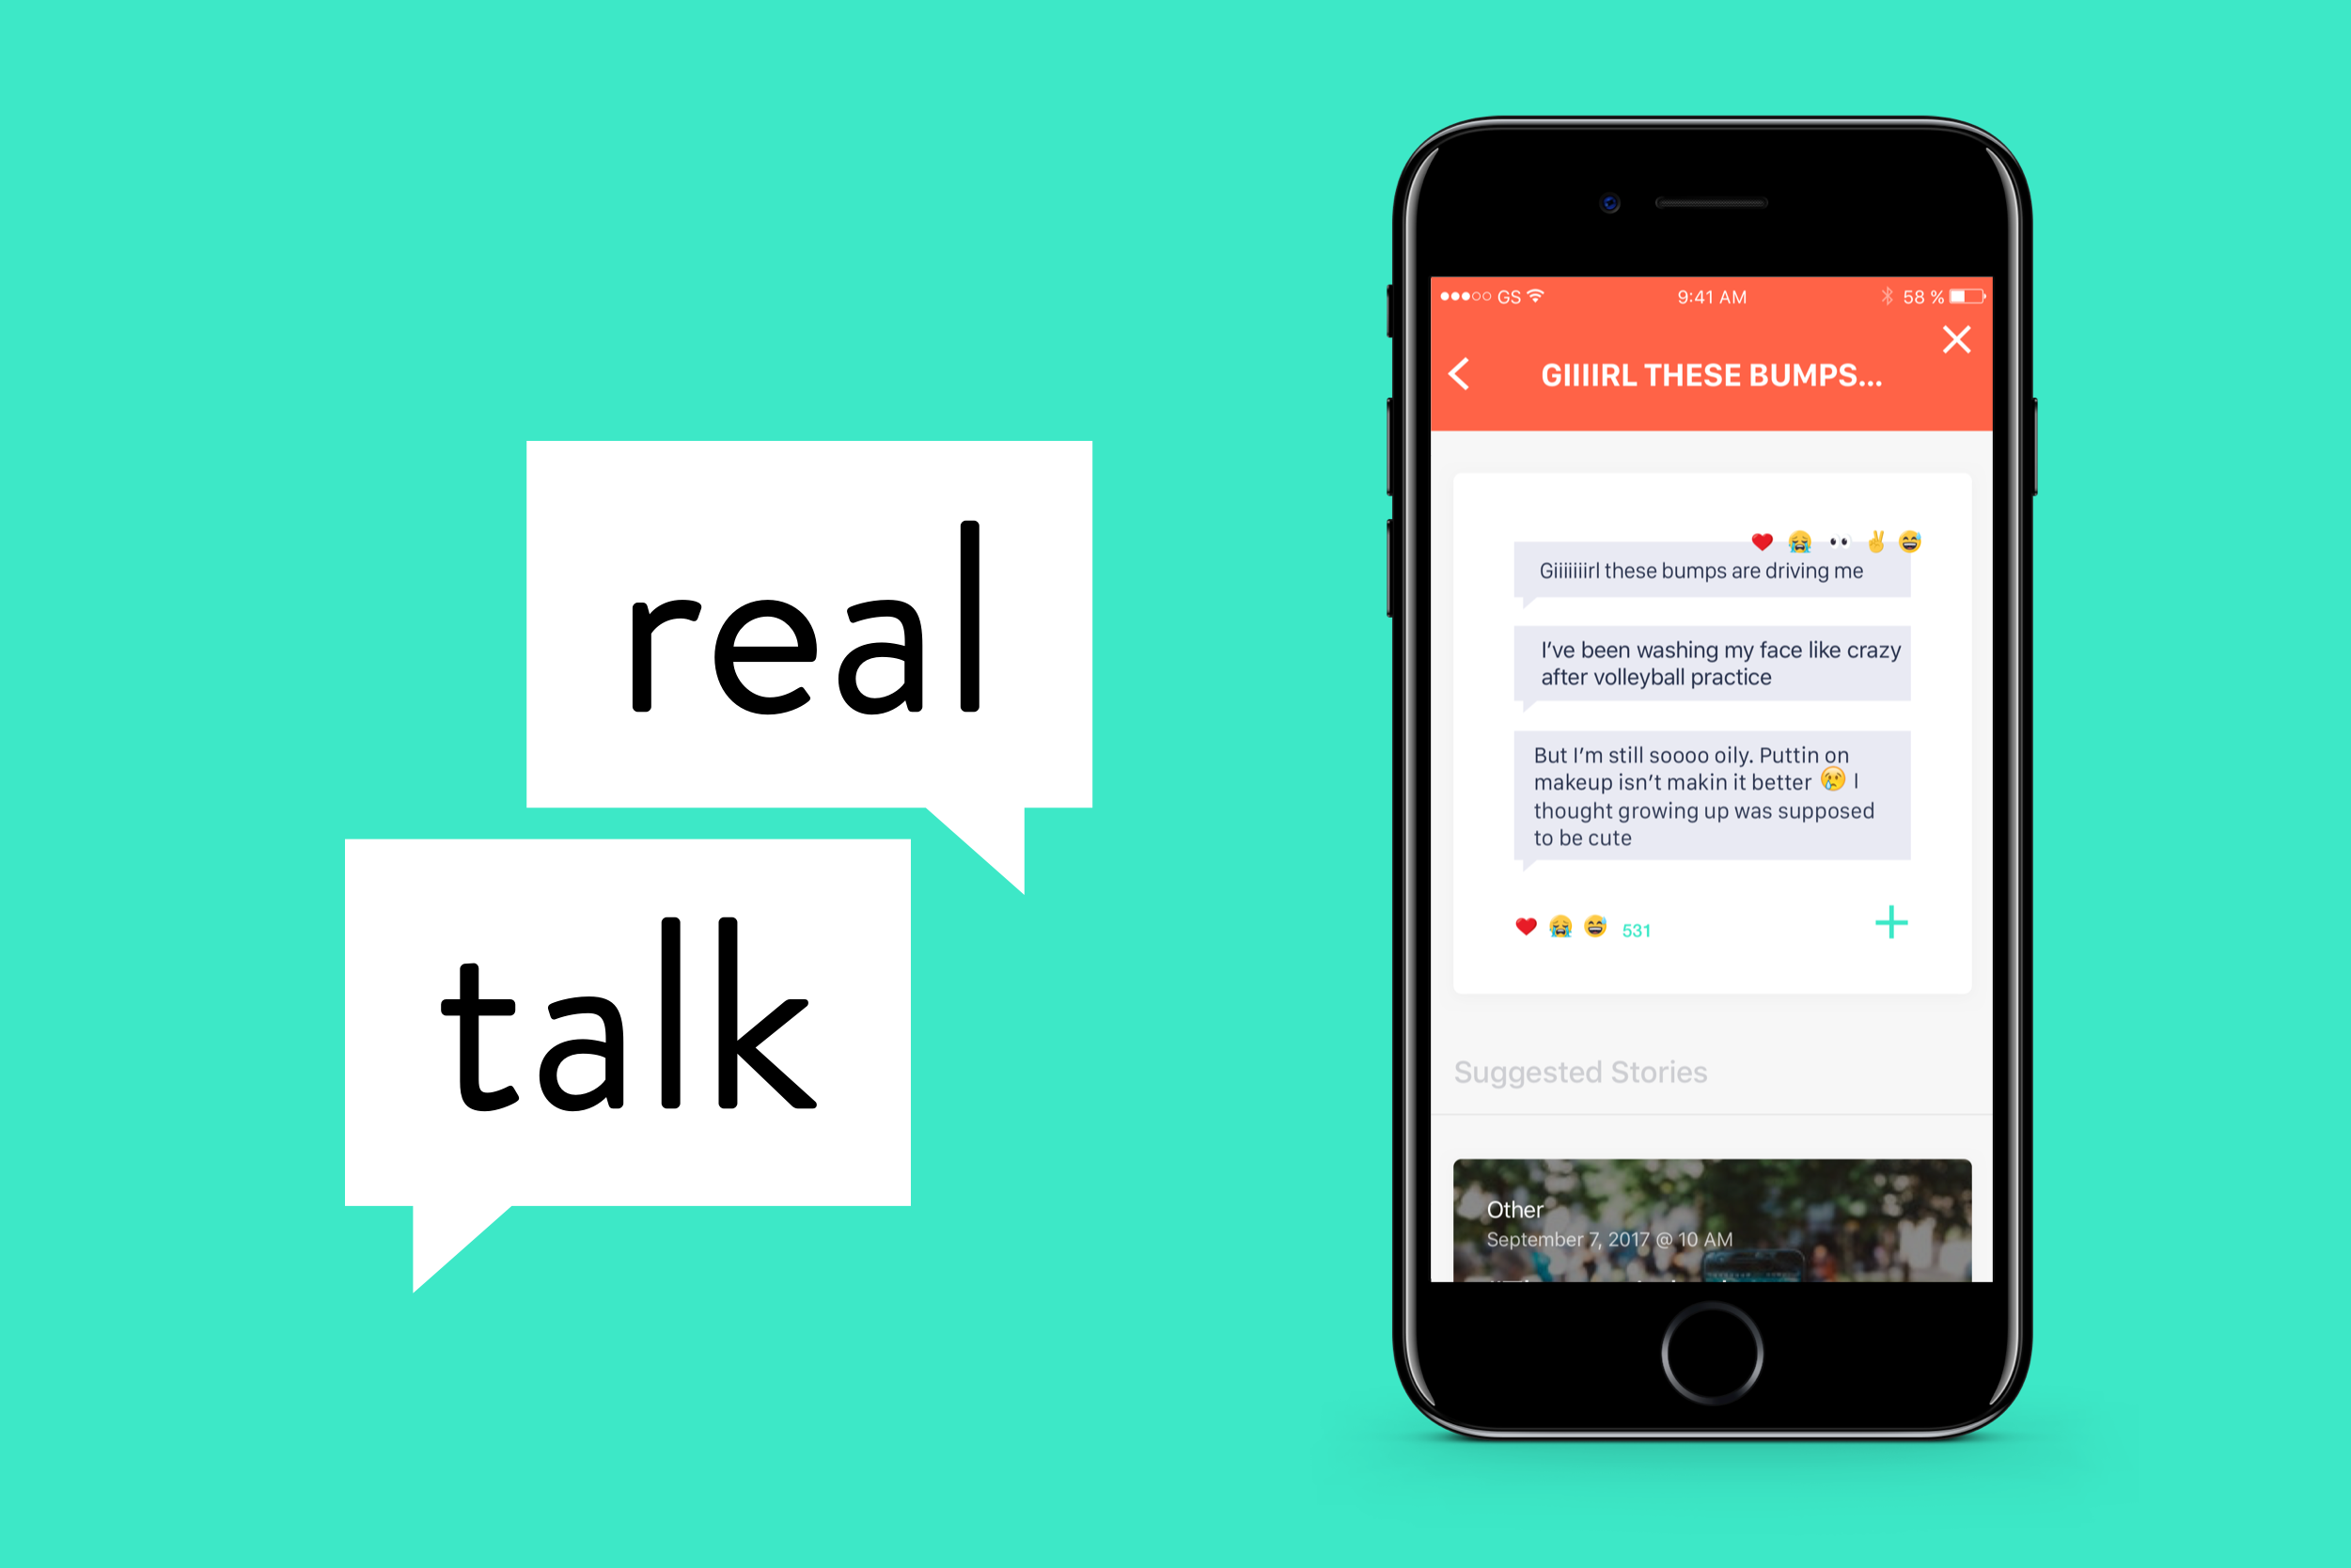 real
talk
GS 9:41 AM 58 %
GIIIIRL THESE BUMPS...
Giiiiiiirl these bumps are driving me
I've been washing my face like crazy
after volleyball practice
But I'm still soooo oily. Puttin on
makeup isn't makin it better 😢 I
thought growing up was supposed
to be cute
531
Suggested Stories
Other
September 7, 2017 @ 10 AM